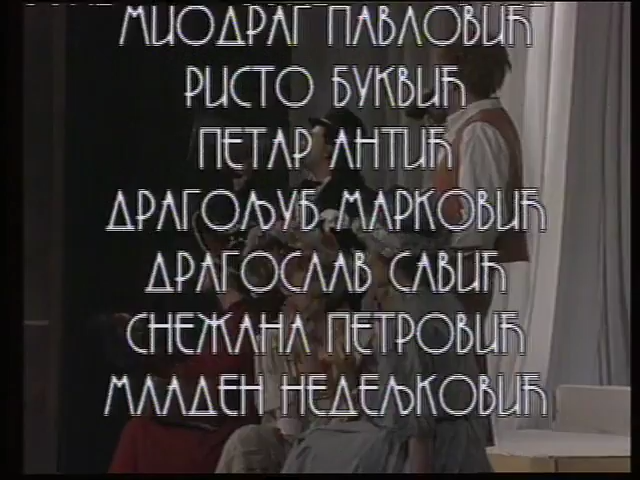 МИОДРАГ ПАВЛОВИЋ
РИСТО БУКВИЋ
ПЕТАР АНТИЋ
ДРАГОЉУБ МАРКОВИЋ
ДРАГОСЛАВ САВИЋ
СНЕЖАНА ПЕТРОВИЋ
МЛАДЕН НЕДЕЉКОВИЋ